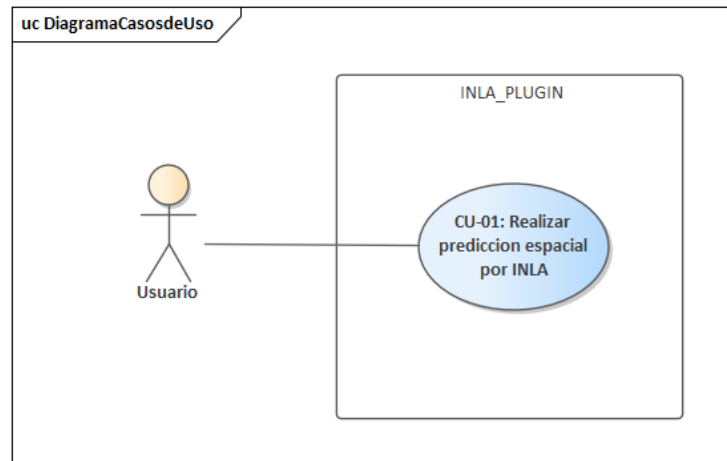 uc DiagramaCasosdeUso
INLA_PLUGIN
CU-01: Realizar
prediccion espacial
por INLA
Usuario